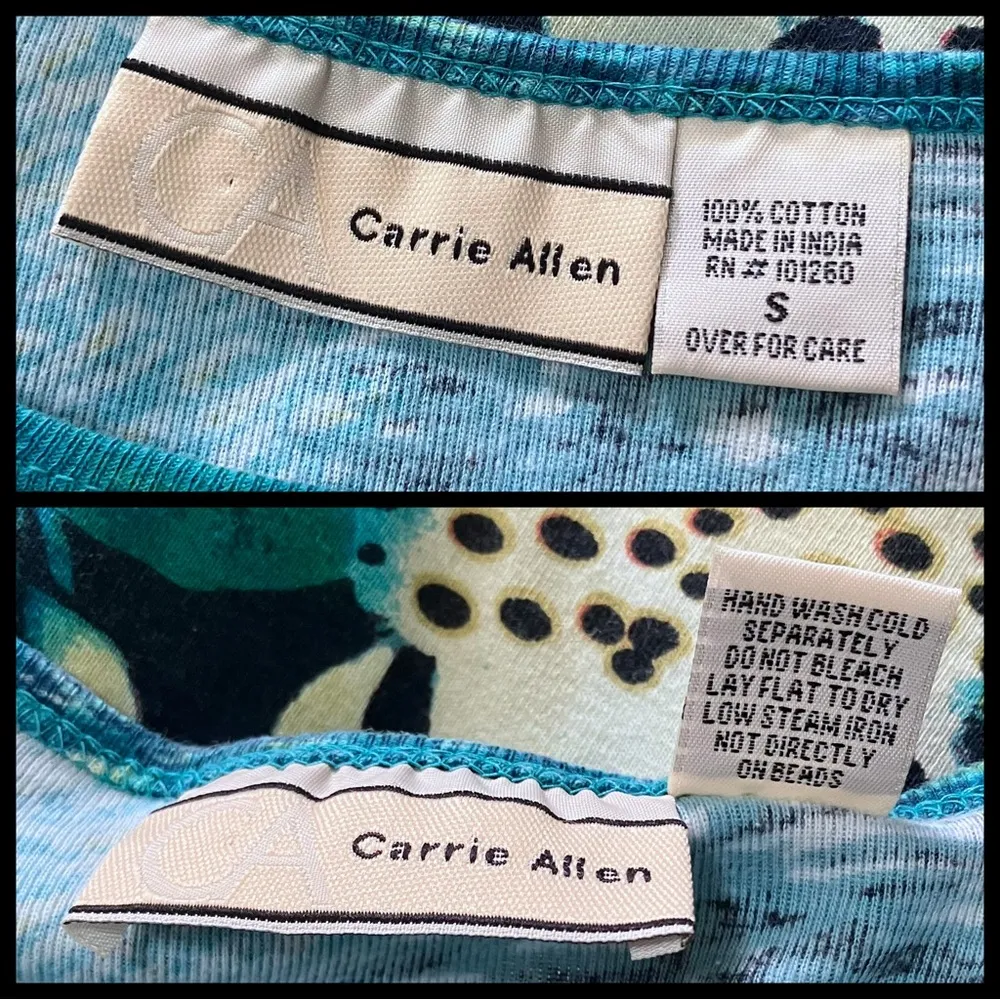 CA
Carrie Allen
100% COTTON
MADE IN INDIA
RN # 101260
S
OVER FOR CARE
HAND WASH COLD
SEPARATELY
DO NOT BLEACH
LAY FLAT TO DRY
LOW STEAM IRON
NOT DIRECTLY
ON BEADS
CA
Carrie Allen